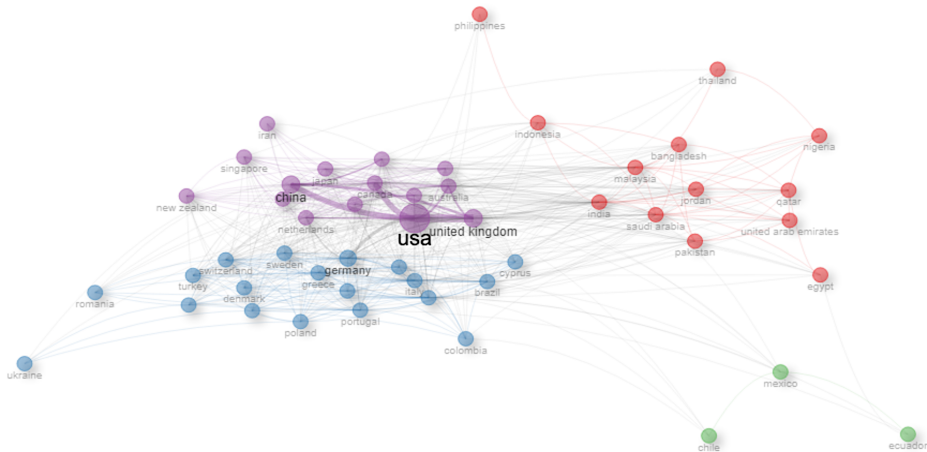 philippines
thailand
iran
indonesia
nigeria
bangladesh
singapore
japan
malaysia
china
canada
australia
jordan
qatar
new zealand
india
netherlands
usa
united kingdom
saudi arabia
united arab emirates
pakistan
switzerland
sweden
germany
cyprus
turkey
greece
egypt
denmark
brazil
romania
portugal
poland
colombia
ukraine
mexico
chile
ecuador